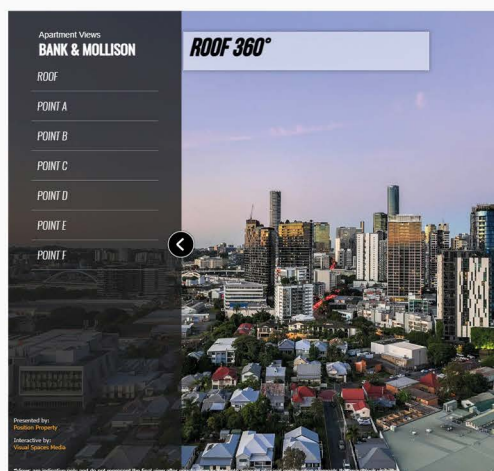 Apartment Views
BANK & MOLLISON
ROOF
POINT A
POINT B
POINT C
POINT D
POINT E
POINT F
ROOF 360°
Presented by:
Position Property
Interactive by:
Visual Spaces Media